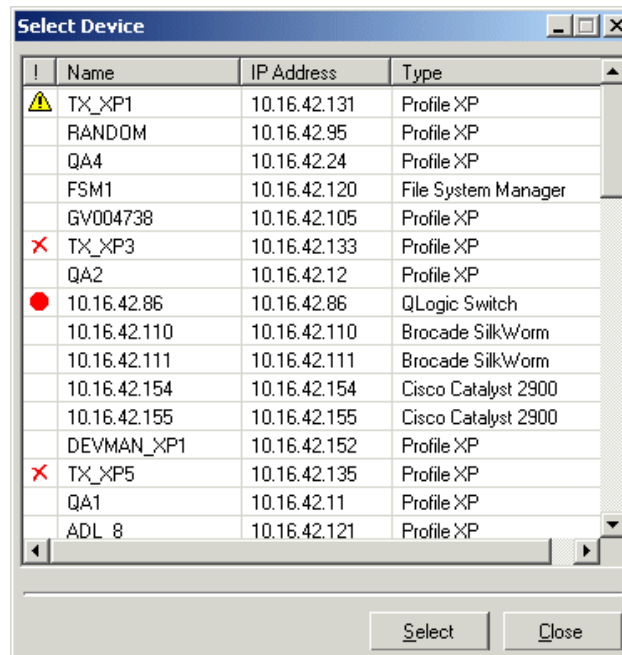 Select Device
! Name IP Address Type
TX_XP1 10.16.42.131 Profile XP
RANDOM 10.16.42.95 Profile XP
QA4 10.16.42.24 Profile XP
FSM1 10.16.42.120 File System Manager
GV004738 10.16.42.105 Profile XP
TX_XP3 10.16.42.133 Profile XP
QA2 10.16.42.12 Profile XP
10.16.42.86 10.16.42.86 QLogic Switch
10.16.42.110 10.16.42.110 Brocade SilkWorm
10.16.42.111 10.16.42.111 Brocade SilkWorm
10.16.42.154 10.16.42.154 Cisco Catalyst 2900
10.16.42.155 10.16.42.155 Cisco Catalyst 2900
DEVMAN_XP1 10.16.42.152 Profile XP
TX_XP5 10.16.42.135 Profile XP
QA1 10.16.42.11 Profile XP
ADL_8 10.16.42.121 Profile XP
Select Close